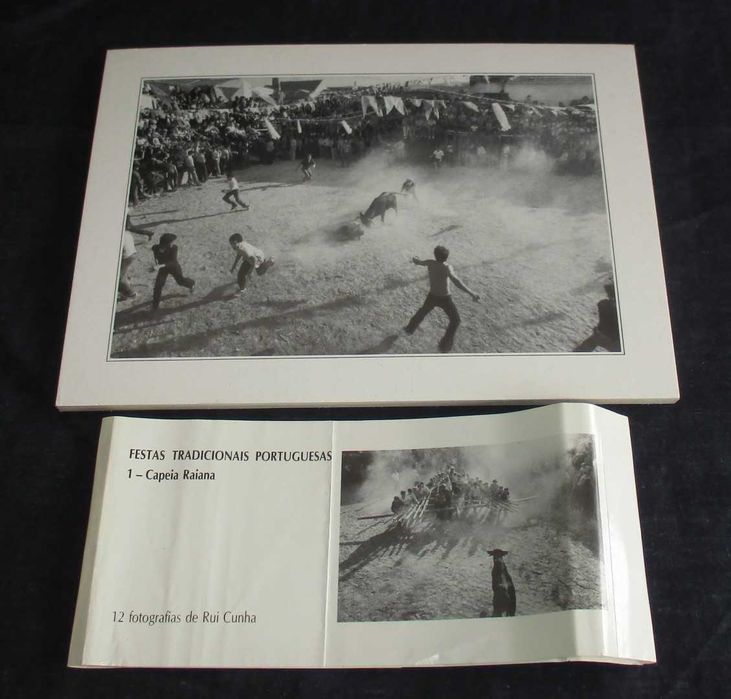 FESTAS TRADICIONAIS PORTUGUESAS
1 – Capeia Raiana
12 fotografias de Rui Cunha